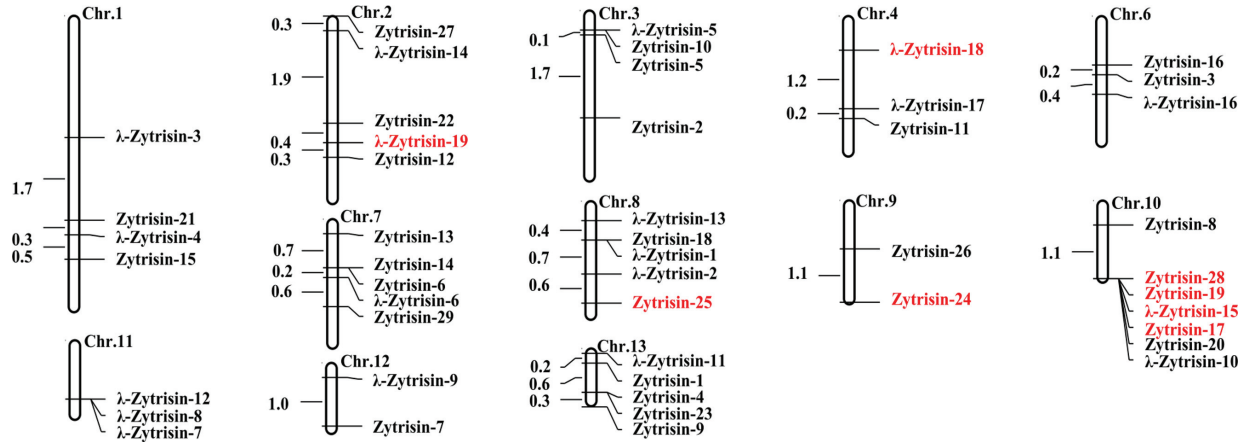 Chr.1
λ-Zytrisin-3
1.7
Zytrisin-21
0.3
λ-Zytrisin-4
0.5
Zytrisin-15
Chr.2
0.3
Zytrisin-27
λ-Zytrisin-14
1.9
Zytrisin-22
0.4
λ-Zytrisin-19
0.3
Zytrisin-12
Chr.3
λ-Zytrisin-5
0.1
Zytrisin-10
Zytrisin-5
1.7
Zytrisin-2
Chr.4
λ-Zytrisin-18
1.2
λ-Zytrisin-17
0.2
Zytrisin-11
Chr.6
Zytrisin-16
0.2
Zytrisin-3
0.4
λ-Zytrisin-16
Chr.7
Zytrisin-13
0.7
Zytrisin-14
0.2
Zytrisin-6
0.6
λ-Zytrisin-6
Zytrisin-29
Chr.8
λ-Zytrisin-13
0.4
Zytrisin-18
0.7
λ-Zytrisin-1
λ-Zytrisin-2
0.6
Zytrisin-25
Chr.9
Zytrisin-26
1.1
Zytrisin-24
Chr.10
Zytrisin-8
1.1
Zytrisin-28
Zytrisin-19
λ-Zytrisin-15
Zytrisin-17
Zytrisin-20
λ-Zytrisin-10
Chr.11
λ-Zytrisin-12
λ-Zytrisin-8
λ-Zytrisin-7
Chr.12
λ-Zytrisin-9
1.0
Zytrisin-7
Chr.13
λ-Zytrisin-11
0.2
Zytrisin-1
0.6
Zytrisin-4
0.3
Zytrisin-23
Zytrisin-9